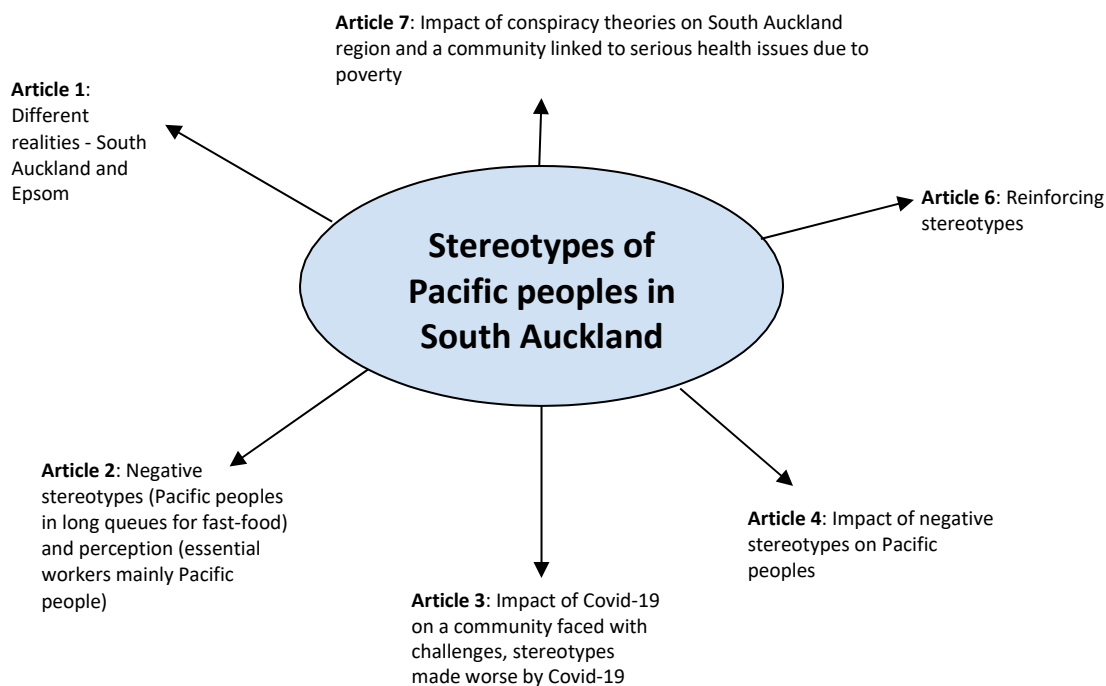 Article 7: Impact of conspiracy theories on South Auckland
region and a community linked to serious health issues due to
poverty
Article 1:
Different
realities - South
Auckland and
Epsom
Article 6: Reinforcing
stereotypes
Stereotypes of
Pacific peoples in
South Auckland
Article 2: Negative
stereotypes (Pacific peoples
in long queues for fast-food)
and perception (essential
workers mainly Pacific
people)
Article 4: Impact of negative
stereotypes on Pacific
peoples
Article 3: Impact of Covid-19
on a community faced with
challenges, stereotypes
made worse by Covid-19